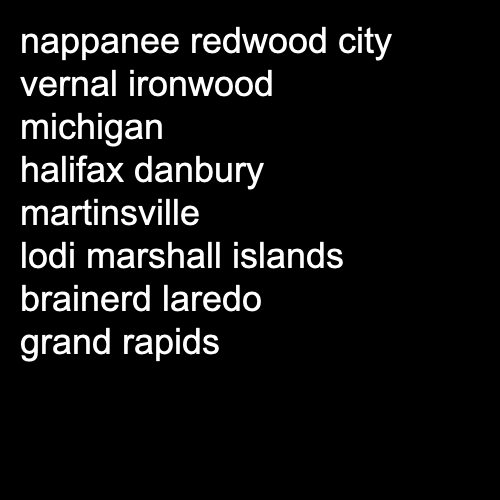 nappanee redwood city
vernal ironwood
michigan
halifax danbury
martinsville
lodi marshall islands
brainerd laredo
grand rapids